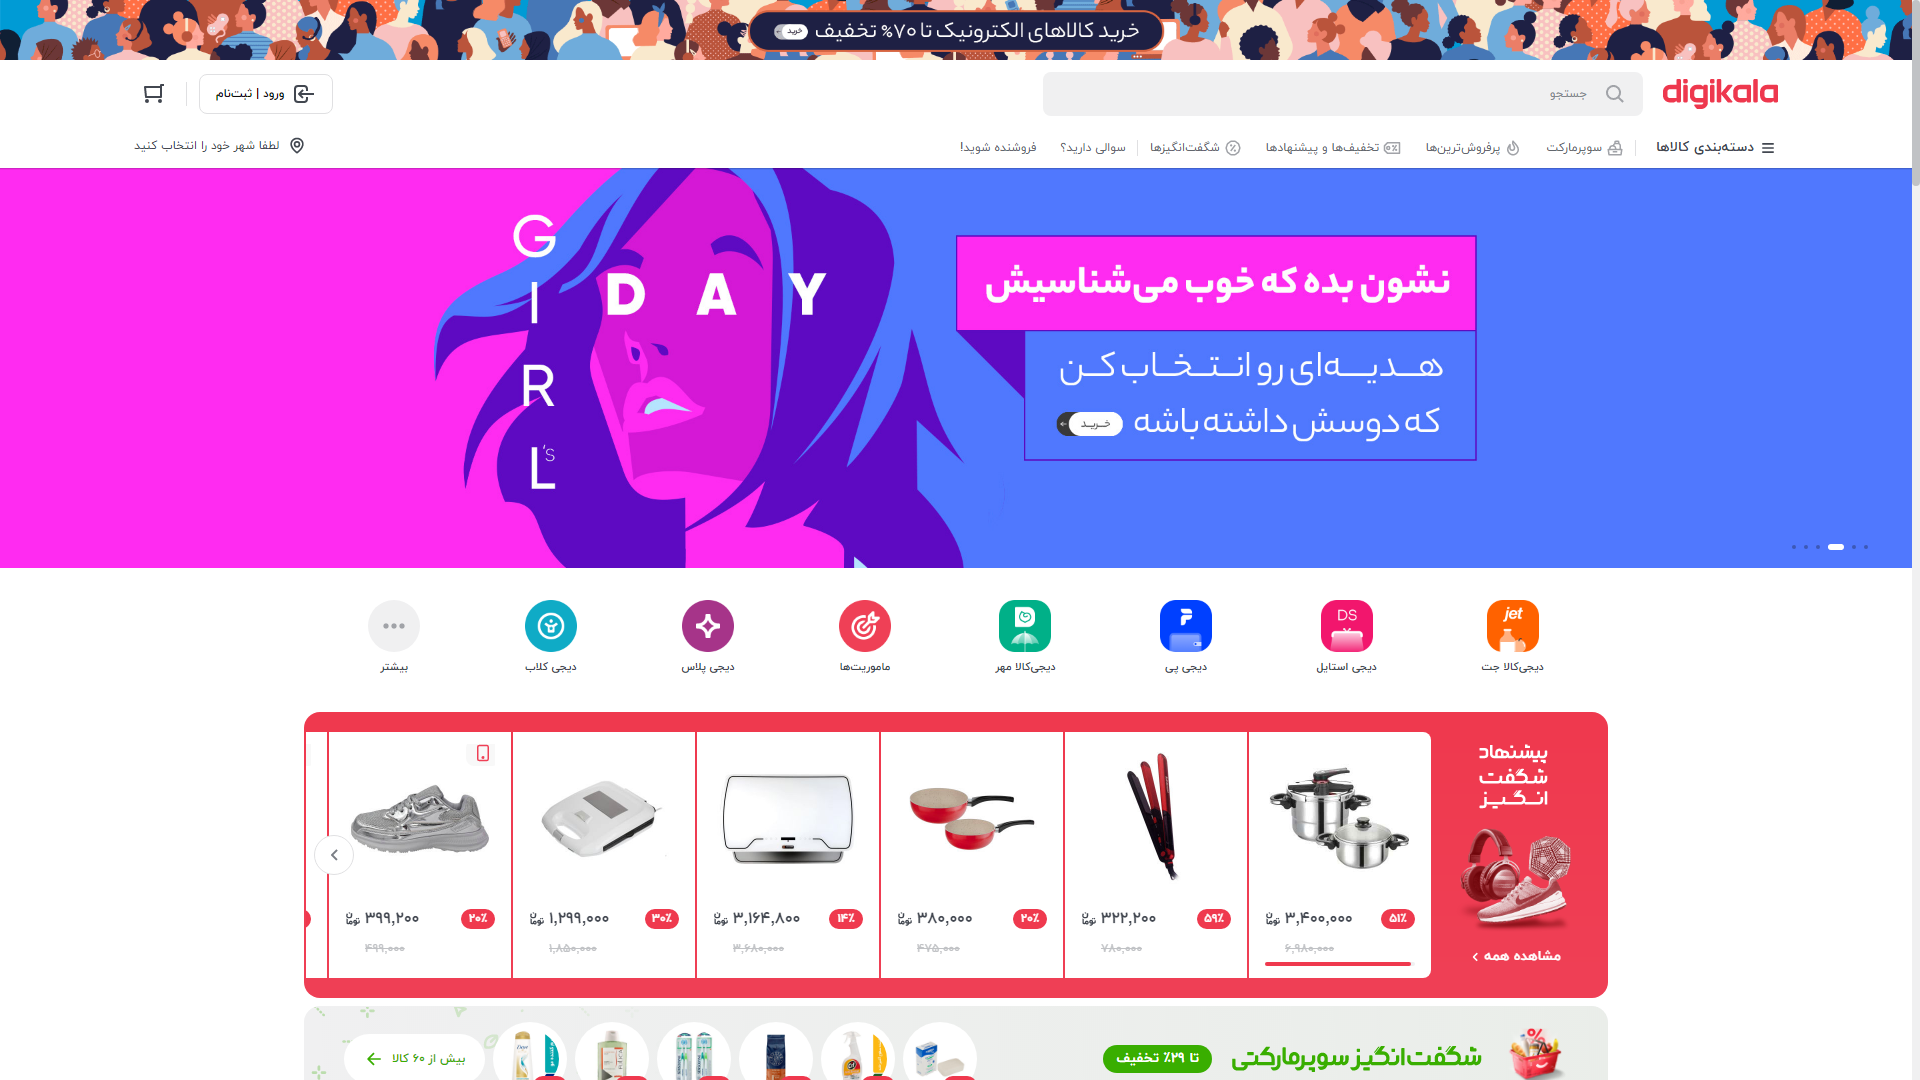 خرید کالاهای الکترونیک تا ۷۰% تخفیف
خرید
digikala
جستجو
ورود | ثبت‌نام
دسته‌بندی کالاها
سوپرمارکت
پرفروش‌ترین‌ها
تخفیف‌ها و پیشنهادها
شگفت‌انگیزها
سوالی دارید؟
فروشنده شوید!
لطفا شهر خود را انتخاب کنید
GIRL'S
DAY
نشون بده که خوب می‌شناسیش
هدیه‌ای رو انتخاب کن
که دوسش داشته باشه
خرید
jet
DS
دیجی‌کالا جت
دیجی استایل
دیجی پی
دیجی‌کالا مهر
ماموریت‌ها
دیجی پلاس
دیجی کلاب
بیشتر
پیشنهاد
شگفت
انگیز
مشاهده همه
۵۱٪
۳,۴۰۰,۰۰۰ تومان
۶,۹۸۰,۰۰۰
۵۹٪
۳۲۲,۲۰۰ تومان
۷۸۰,۰۰۰
۲۰٪
۳۸۰,۰۰۰ تومان
۴۷۵,۰۰۰
۱۴٪
۳,۱۶۴,۸۰۰ تومان
۳,۶۸۰,۰۰۰
۳۰٪
۱,۲۹۹,۰۰۰ تومان
۱,۸۵۰,۰۰۰
۲۰٪
۳۹۹,۲۰۰ تومان
۴۹۹,۰۰۰
شگفت‌انگیز سوپرمارکتی
تا ۲۹٪ تخفیف
بیش از ۶۰ کالا